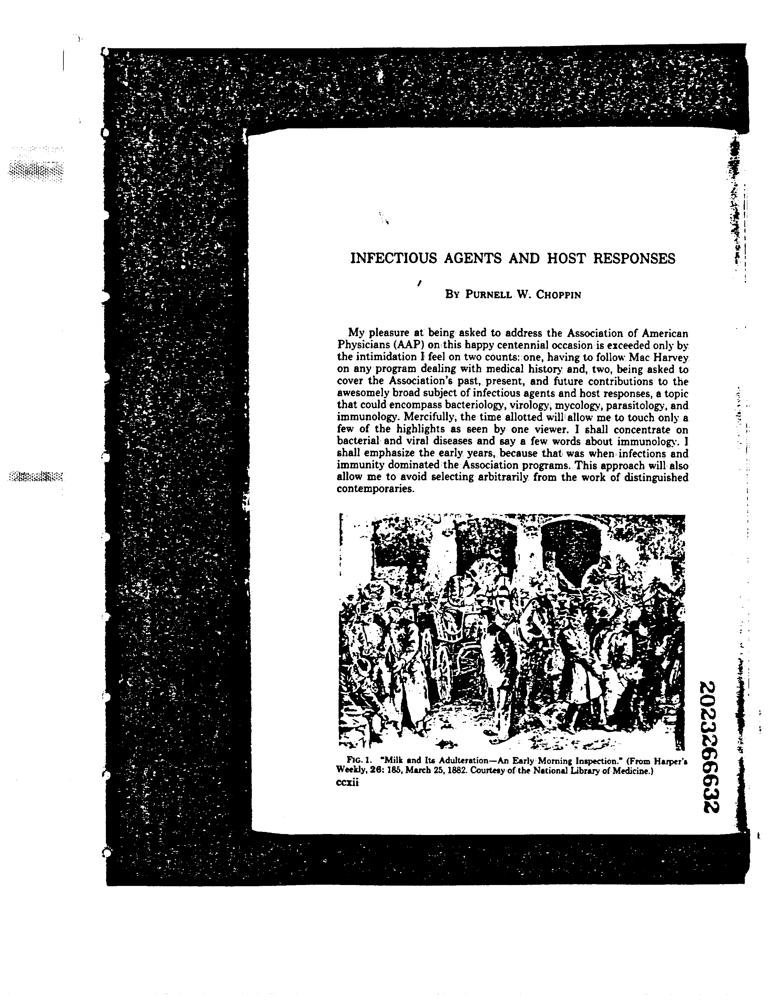 INFECTIOUS AGENTS AND HOST RESPONSES
BY PURNELL W. CHOPPIN
My pleasure at being asked to address the Association of American
Physicians (AAP) on this happy centennial occasion is exceeded only by
the intimidation I feel on two counts: one, having to follow Mac Harvey
on any program dealing with medical history and, two, being asked to
cover the Association's past, present, and future contributions to the
awesomely broad subject of infectious agents and host responses, a topic
that could encompass bacteriology, virology, mycology, parasitology, and
immunology. Mercifully, the time allotted will allow me to touch only a
few of the highlights as seen by one viewer. I shall concentrate on
bacterial and viral diseases and say a few words about immunology. I
shall emphasize the early years, because that was when infections and
immunity dominated the Association programs. This approach will also
allow me to avoid selecting arbitrarily from the work of distinguished
contemporaries.
FIG. 1. "Milk and Its Adulteration—An Early Morning Inspection." (From Harper's
Weekly, 26: 185, March 25, 1882. Courtesy of the National Library of Medicine.)
ccxii
2023266632